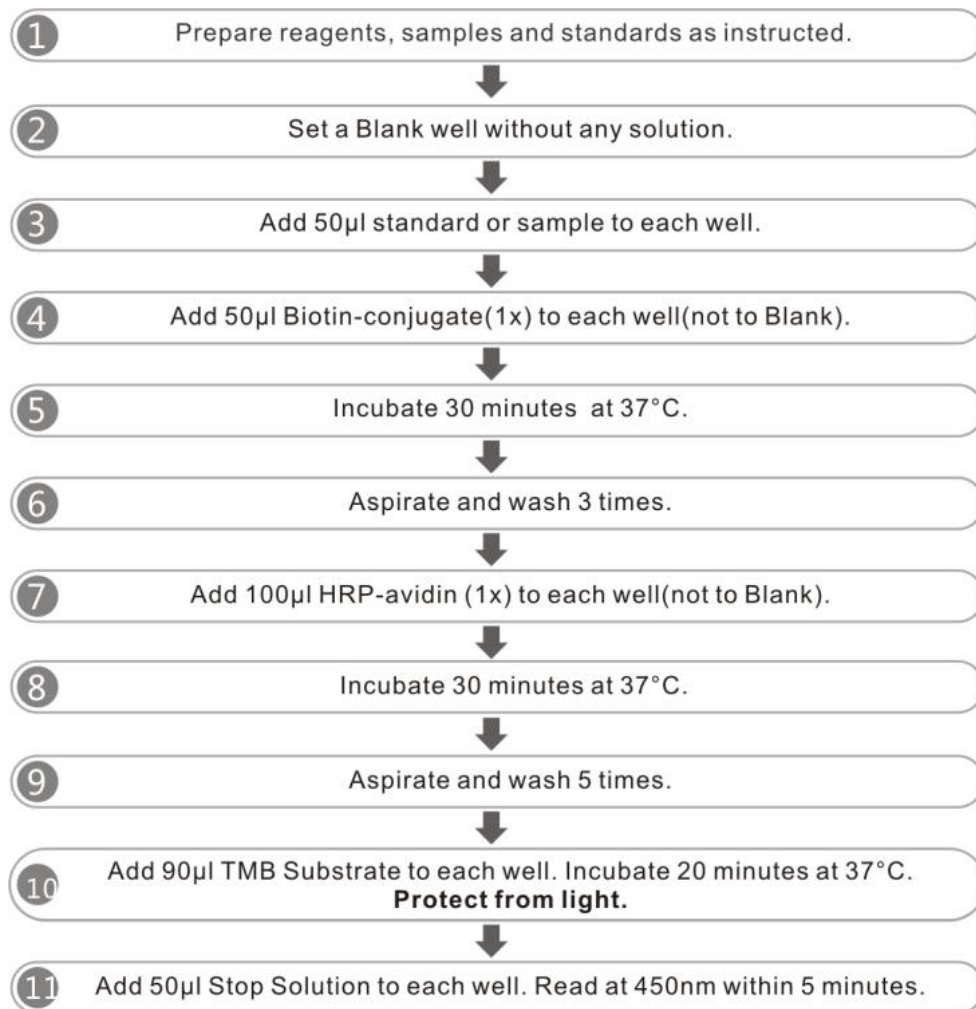 1 Prepare reagents, samples and standards as instructed.
2 Set a Blank well without any solution.
3 Add 50μl standard or sample to each well.
4 Add 50μl Biotin-conjugate(1x) to each well(not to Blank).
5 Incubate 30 minutes at 37°C.
6 Aspirate and wash 3 times.
7 Add 100μl HRP-avidin (1x) to each well(not to Blank).
8 Incubate 30 minutes at 37°C.
9 Aspirate and wash 5 times.
10 Add 90μl TMB Substrate to each well. Incubate 20 minutes at 37°C.
Protect from light.
11 Add 50μl Stop Solution to each well. Read at 450nm within 5 minutes.